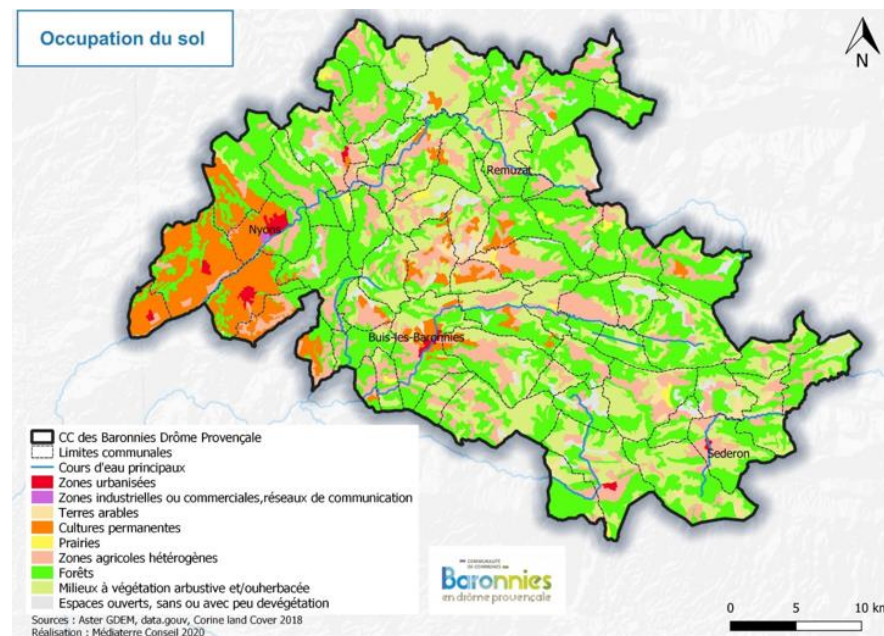 Occupation du sol
N
Remuzat
Nyons
Buis-les-Baronnies
Sederon
CC des Baronnies Drôme Provençale
Limites communales
Cours d'eau principaux
Zones urbanisées
Zones industrielles ou commerciales,réseaux de communication
Terres arables
Cultures permanentes
Prairies
Zones agricoles hétérogènes
Forêts
Milieux à végétation arbustive et/ouherbacée
Espaces ouverts, sans ou avec peu devégétation
Sources : Aster GDEM, data.gouv, Corine land Cover 2018
Réalisation : Médiaterre Conseil 2020
COMMUNAUTÉ
DE COMMUNES
Baronnies
en drôme provençale
0 5 10 km